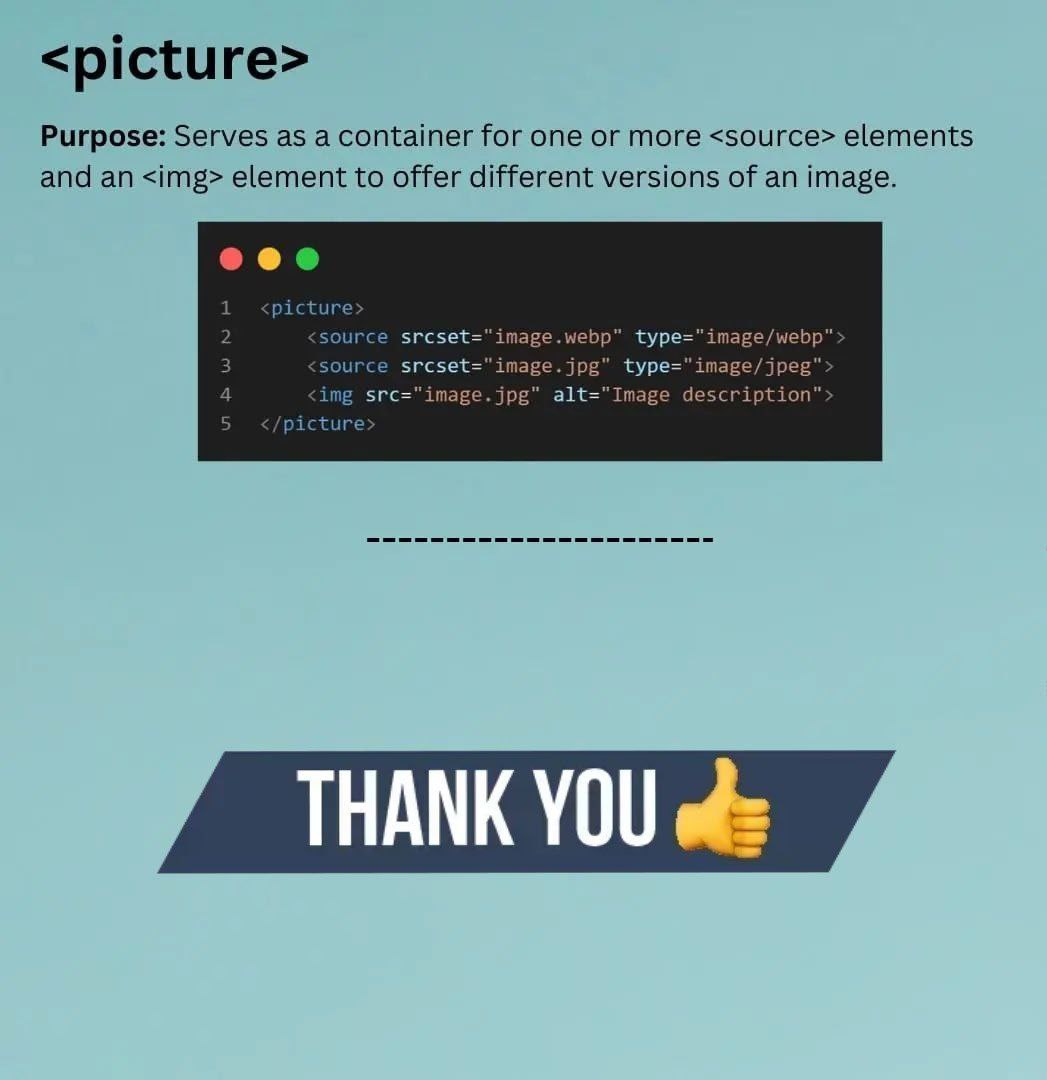 <picture>
Purpose: Serves as a container for one or more <source> elements
and an <img> element to offer different versions of an image.
1 <picture>
2     <source srcset="image.webp" type="image/webp">
3     <source srcset="image.jpg" type="image/jpeg">
4     <img src="image.jpg" alt="Image description">
5 </picture>
----------------------
THANK YOU 👍